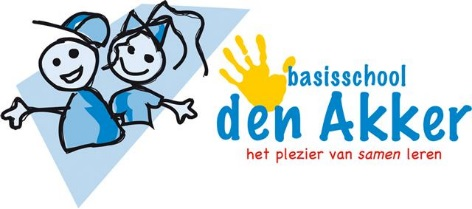 basisschool
den Akker
het plezier van samen leren